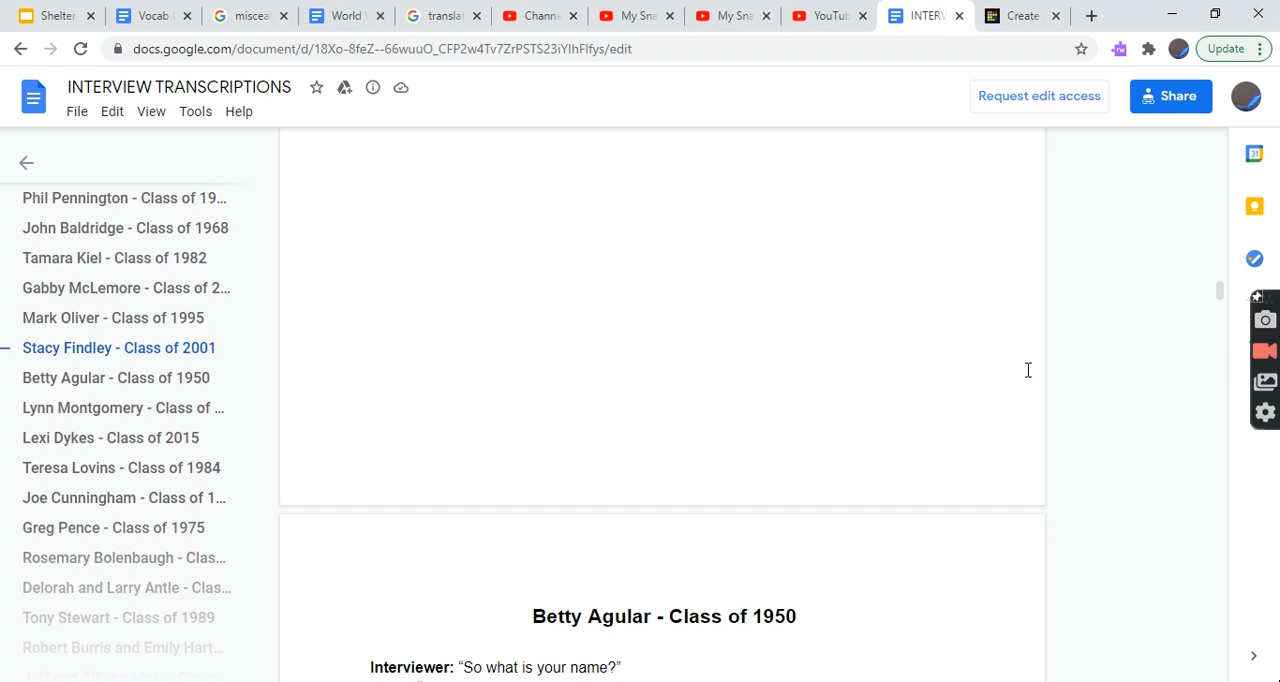 Shelter
Vocab
miscea
World
translat
Channe
My Sna
My Sna
YouTub
INTERV
Create
docs.google.com/document/d/18Xo-8feZ--66wuuO_CFP2w4Tv7ZrPSTS23iYlhFlfys/edit
Update
INTERVIEW TRANSCRIPTIONS
File Edit View Tools Help
Request edit access
Share
31
Phil Pennington - Class of 19...
John Baldridge - Class of 1968
Tamara Kiel - Class of 1982
Gabby McLemore - Class of 2...
Mark Oliver - Class of 1995
Stacy Findley - Class of 2001
Betty Agular - Class of 1950
Lynn Montgomery - Class of ...
Lexi Dykes - Class of 2015
Teresa Lovins - Class of 1984
Joe Cunningham - Class of 1...
Greg Pence - Class of 1975
Rosemary Bolenbaugh - Clas...
Delorah and Larry Antle - Clas...
Tony Stewart - Class of 1989
Robert Burris and Emily Hart...
Betty Agular - Class of 1950
Interviewer: “So what is your name?”